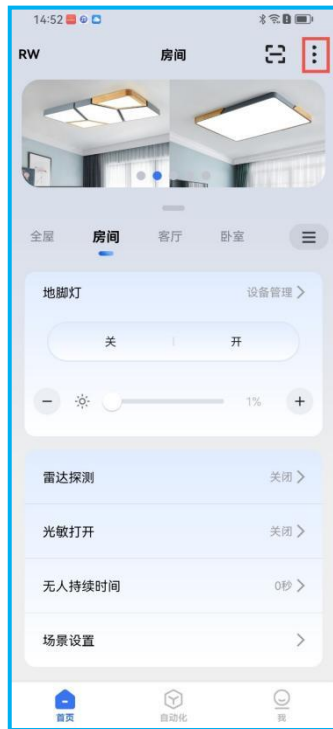 14:52
RW 房间
全屋 房间 客厅 卧室
地脚灯 设备管理
关 开
1%
雷达探测 关闭
光敏打开 关闭
无人持续时间 0秒
场景设置
首页 自动化 我